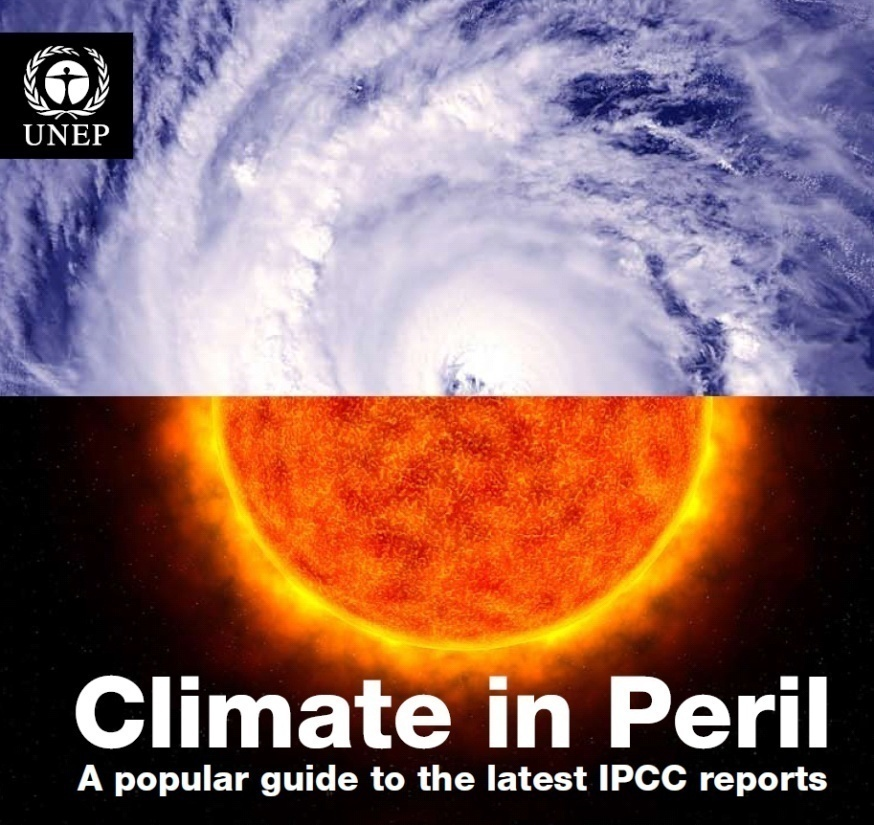 UNEP
Climate in Peril
A popular guide to the latest IPCC reports